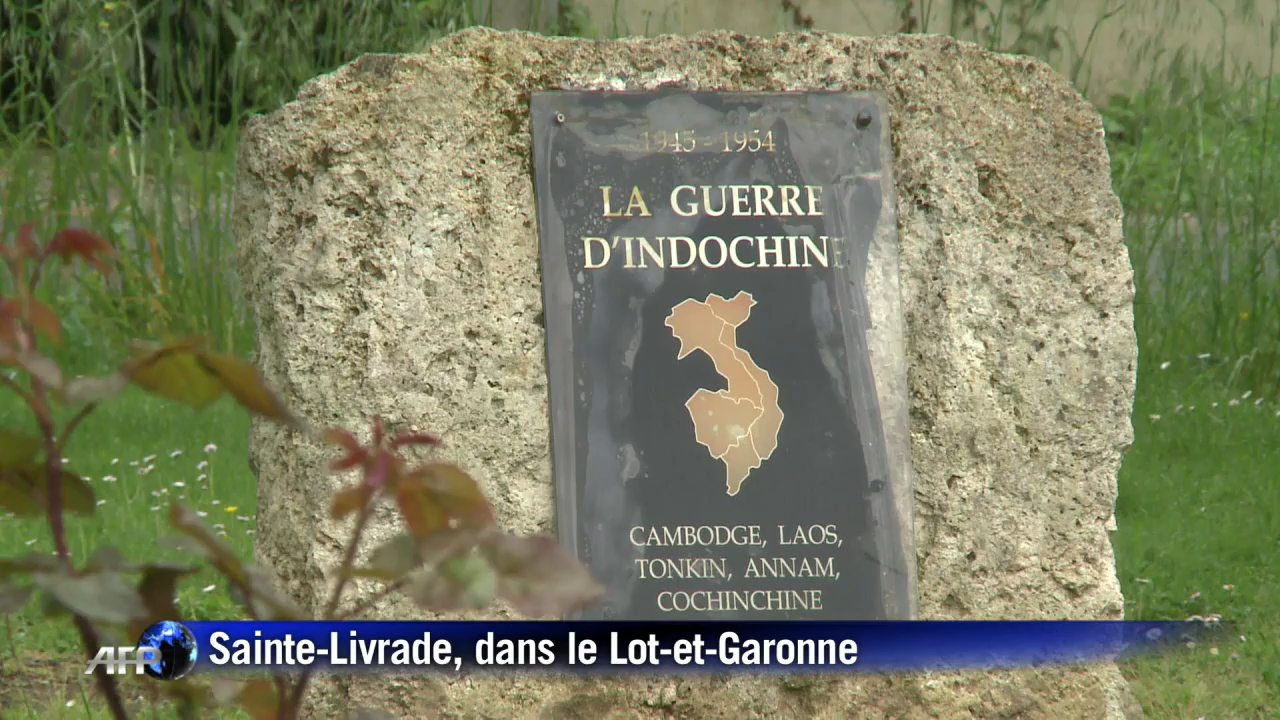 1945 - 1954
LA GUERRE
D'INDOCHINE
CAMBODGE, LAOS,
TONKIN, ANNAM,
COCHINCHINE
AFP Sainte-Livrade, dans le Lot-et-Garonne